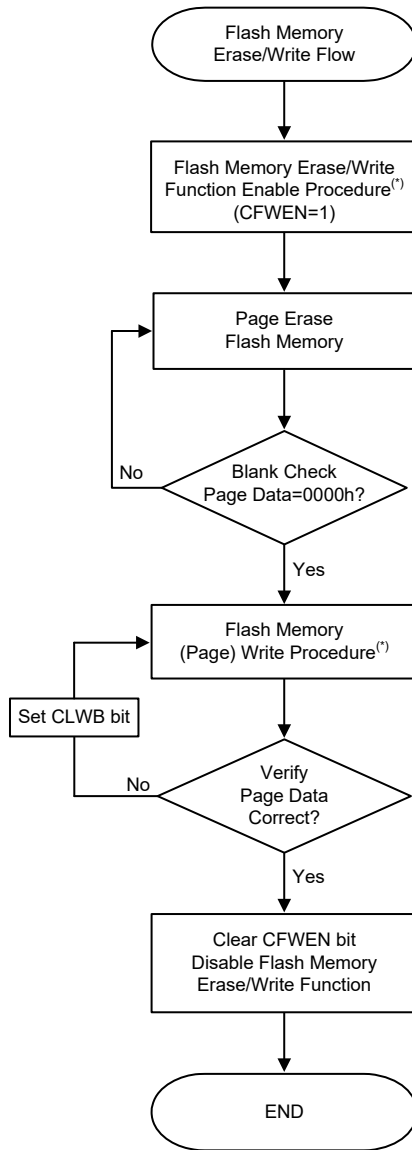 Flash Memory
Erase/Write Flow
Flash Memory Erase/Write
Function Enable Procedure(*)
(CFWEN=1)
Page Erase
Flash Memory
No
Blank Check
Page Data=0000h?
Yes
Flash Memory
(Page) Write Procedure(*)
Set CLWB bit
No
Verify
Page Data
Correct?
Yes
Clear CFWEN bit
Disable Flash Memory
Erase/Write Function
END